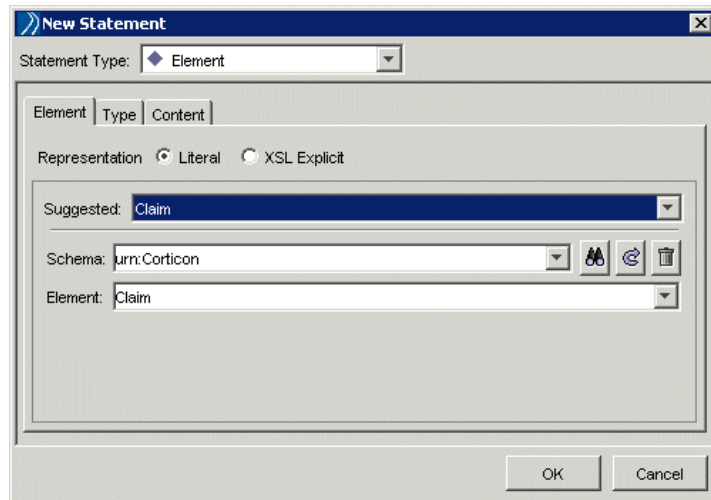 New Statement
Statement Type: Element
Element Type Content
Representation Literal XSL Explicit
Suggested: Claim
Schema: urn:Corticon
Element: Claim
OK Cancel